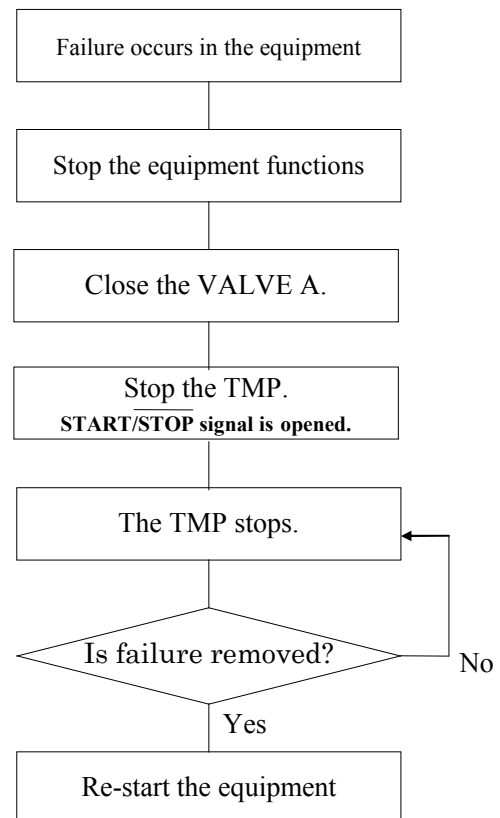 Failure occurs in the equipment
Stop the equipment functions
Close the VALVE A.
Stop the TMP.
START/S̅T̅O̅P̅ signal is opened.
The TMP stops.
Is failure removed?
No
Yes
Re-start the equipment